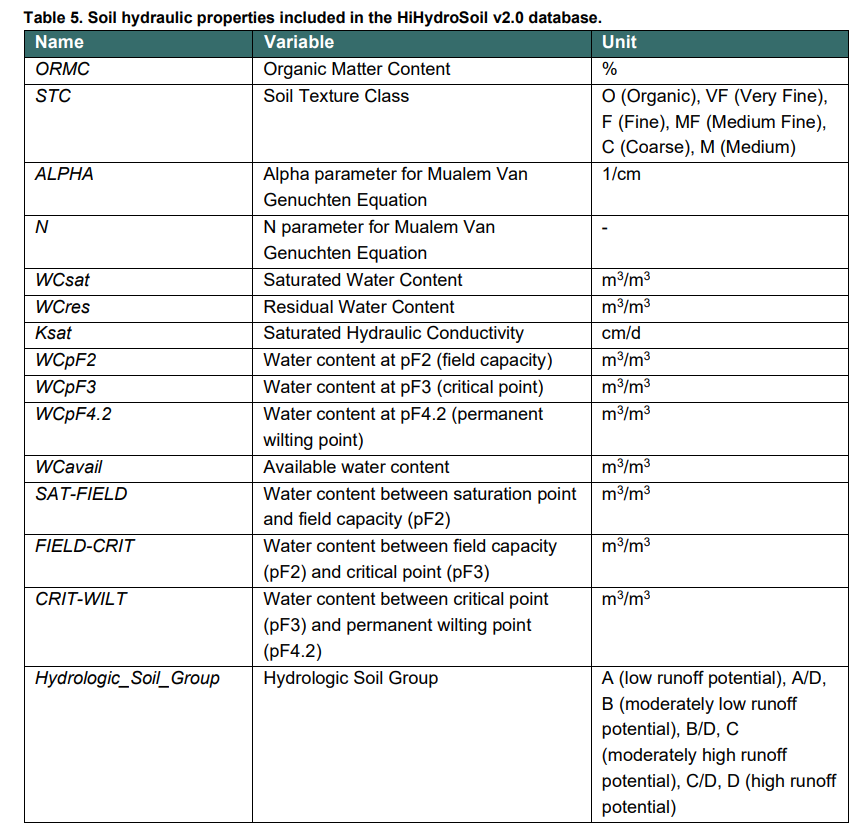 Table 5. Soil hydraulic properties included in the HiHydroSoil v2.0 database.
Name Variable Unit
ORMC Organic Matter Content %
STC Soil Texture Class O (Organic), VF (Very Fine),
F (Fine), MF (Medium Fine),
C (Coarse), M (Medium)
ALPHA Alpha parameter for Mualem Van 1/cm
Genuchten Equation
N N parameter for Mualem Van -
Genuchten Equation
WCsat Saturated Water Content m³/m³
WCres Residual Water Content m³/m³
Ksat Saturated Hydraulic Conductivity cm/d
WCpF2 Water content at pF2 (field capacity) m³/m³
WCpF3 Water content at pF3 (critical point) m³/m³
WCpF4.2 Water content at pF4.2 (permanent m³/m³
wilting point)
WCavail Available water content m³/m³
SAT-FIELD Water content between saturation point m³/m³
and field capacity (pF2)
FIELD-CRIT Water content between field capacity m³/m³
(pF2) and critical point (pF3)
CRIT-WILT Water content between critical point m³/m³
(pF3) and permanent wilting point
(pF4.2)
Hydrologic_Soil_Group Hydrologic Soil Group A (low runoff potential), A/D,
B (moderately low runoff
potential), B/D, C
(moderately high runoff
potential), C/D, D (high runoff
potential)